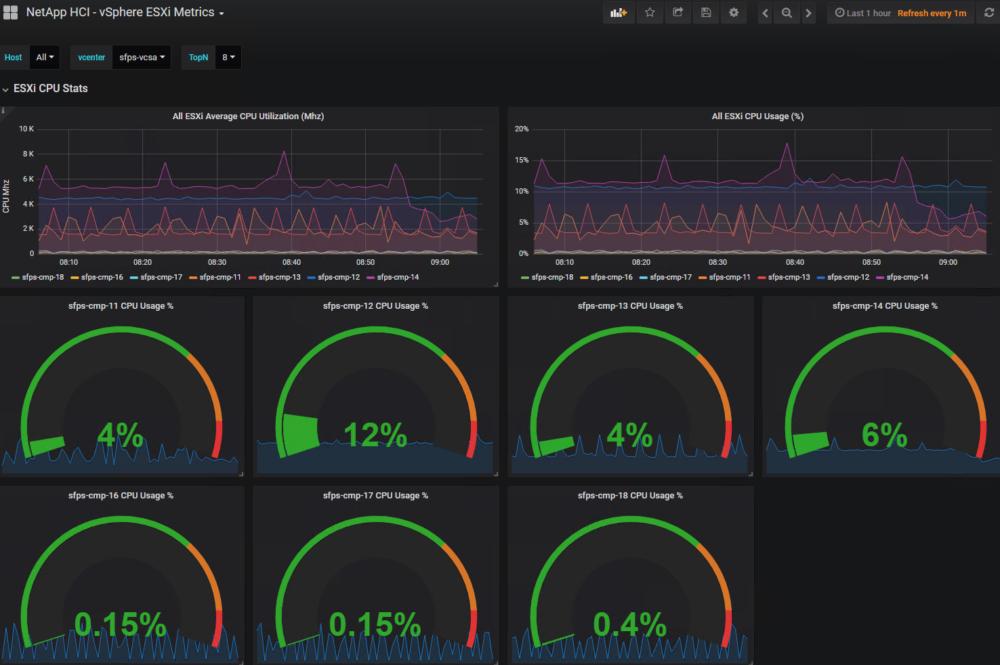 NetApp HCI - vSphere ESXi Metrics
Last 1 hour Refresh every 1m
Host All vcenter sfps-vcsa TopN 8
ESXi CPU Stats
i
All ESXi Average CPU Utilization (Mhz)
CPU Mhz
10 K
8 K
6 K
4 K
2 K
0
08:10 08:20 08:30 08:40 08:50 09:00
sfps-cmp-18 sfps-cmp-16 sfps-cmp-17 sfps-cmp-11 sfps-cmp-13 sfps-cmp-12 sfps-cmp-14
All ESXi CPU Usage (%)
20%
15%
10%
5%
0%
08:10 08:20 08:30 08:40 08:50 09:00
sfps-cmp-18 sfps-cmp-16 sfps-cmp-17 sfps-cmp-11 sfps-cmp-13 sfps-cmp-12 sfps-cmp-14
sfps-cmp-11 CPU Usage %
4%
sfps-cmp-12 CPU Usage %
12%
sfps-cmp-13 CPU Usage %
4%
sfps-cmp-14 CPU Usage %
6%
sfps-cmp-16 CPU Usage %
0.15%
sfps-cmp-17 CPU Usage %
0.15%
sfps-cmp-18 CPU Usage %
0.4%